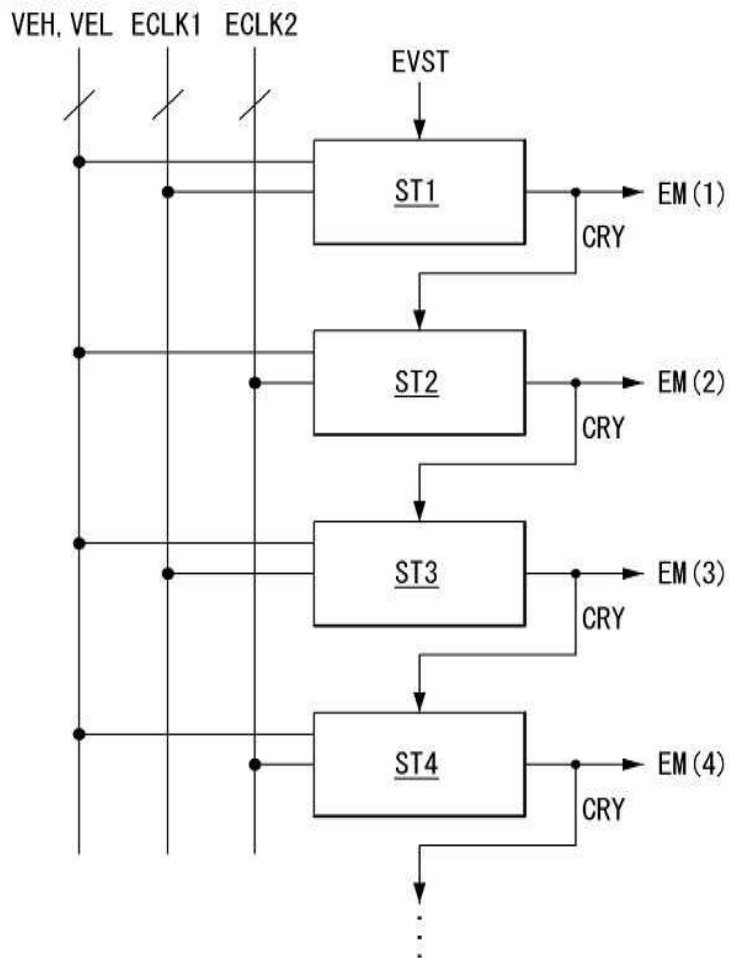 VEH, VEL ECLK1 ECLK2
EVST
ST1
EM(1)
CRY
ST2
EM(2)
CRY
ST3
EM(3)
CRY
ST4
EM(4)
CRY